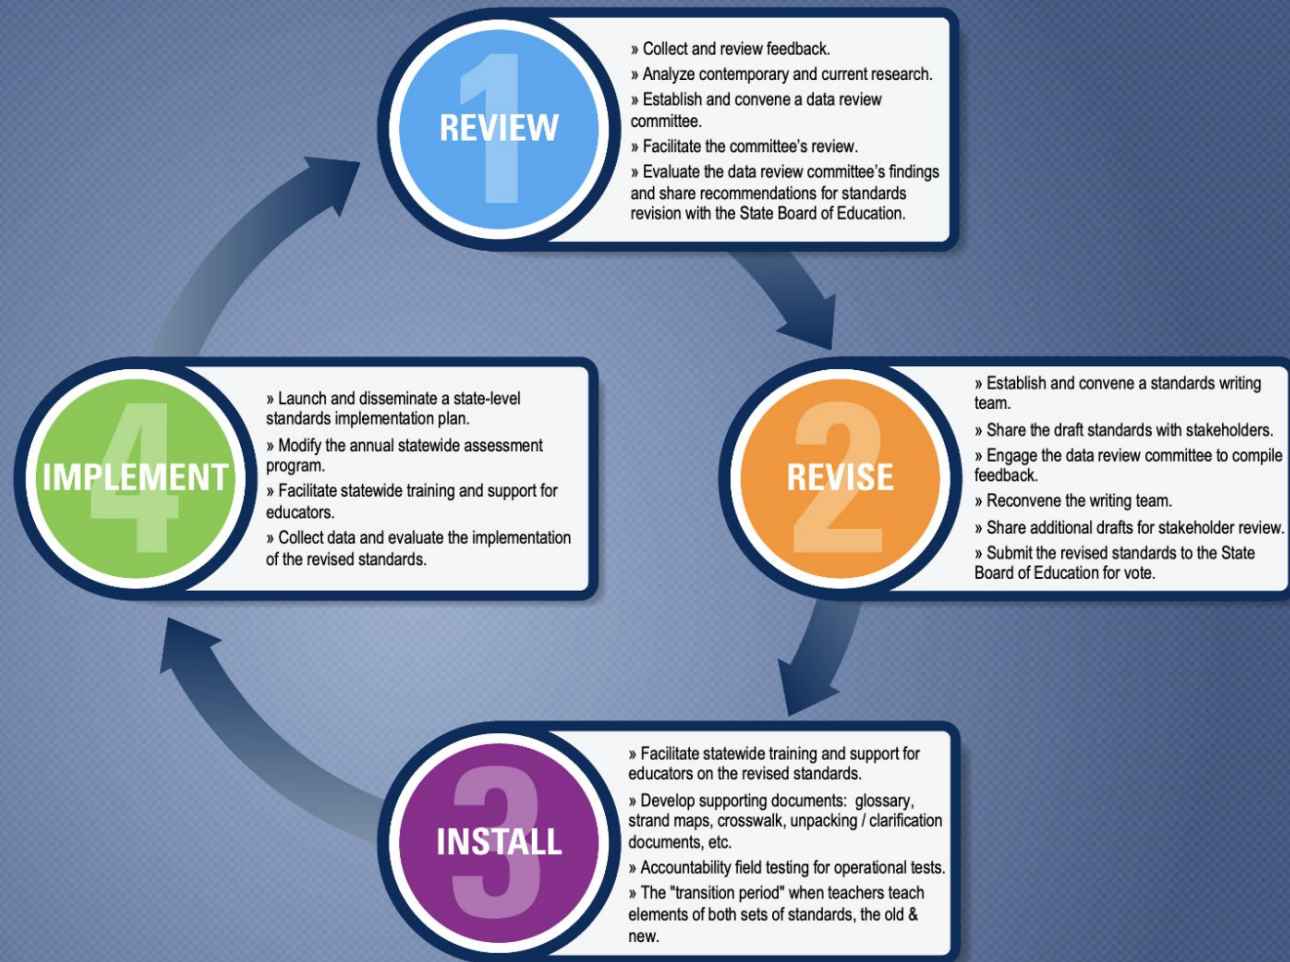 1
REVIEW
» Collect and review feedback.
» Analyze contemporary and current research.
» Establish and convene a data review
committee.
» Facilitate the committee’s review.
» Evaluate the data review committee’s findings
and share recommendations for standards
revision with the State Board of Education.
2
REVISE
» Establish and convene a standards writing
team.
» Share the draft standards with stakeholders.
» Engage the data review committee to compile
feedback.
» Reconvene the writing team.
» Share additional drafts for stakeholder review.
» Submit the revised standards to the State
Board of Education for vote.
3
INSTALL
» Facilitate statewide training and support for
educators on the revised standards.
» Develop supporting documents:  glossary,
strand maps, crosswalk, unpacking / clarification
documents, etc.
» Accountability field testing for operational tests.
» The "transition period" when teachers teach
elements of both sets of standards, the old &
new.
4
IMPLEMENT
» Launch and disseminate a state-level
standards implementation plan.
» Modify the annual statewide assessment
program.
» Facilitate statewide training and support for
educators.
» Collect data and evaluate the implementation
of the revised standards.